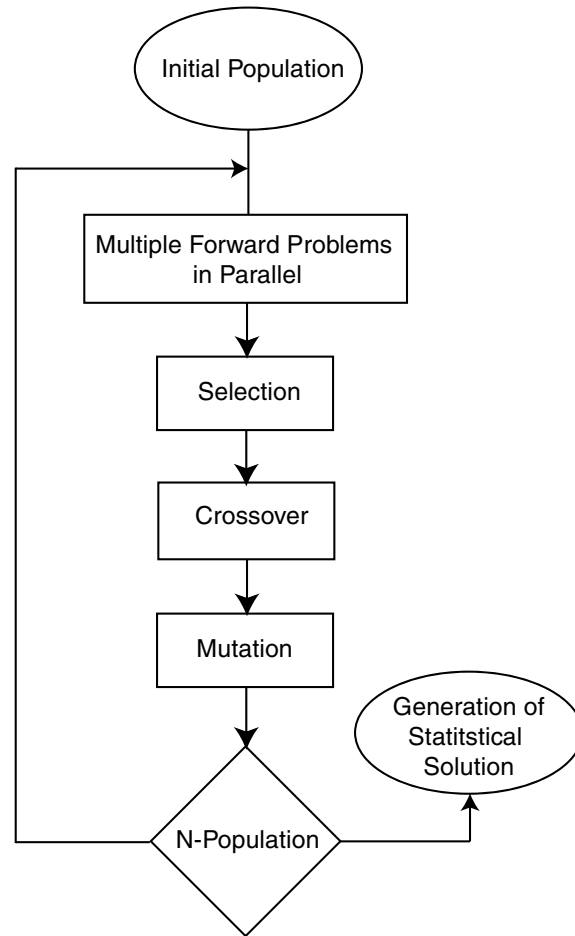 Initial Population
Multiple Forward Problems
in Parallel
Selection
Crossover
Mutation
N-Population
Generation of
Statitstical
Solution